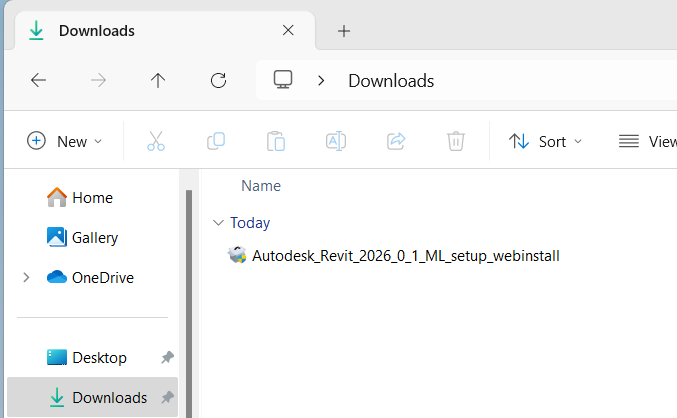 Downloads
Downloads
New
Sort
View
Name
Home
Today
Gallery
Autodesk_Revit_2026_0_1_ML_setup_webinstall
OneDrive
Desktop
Downloads